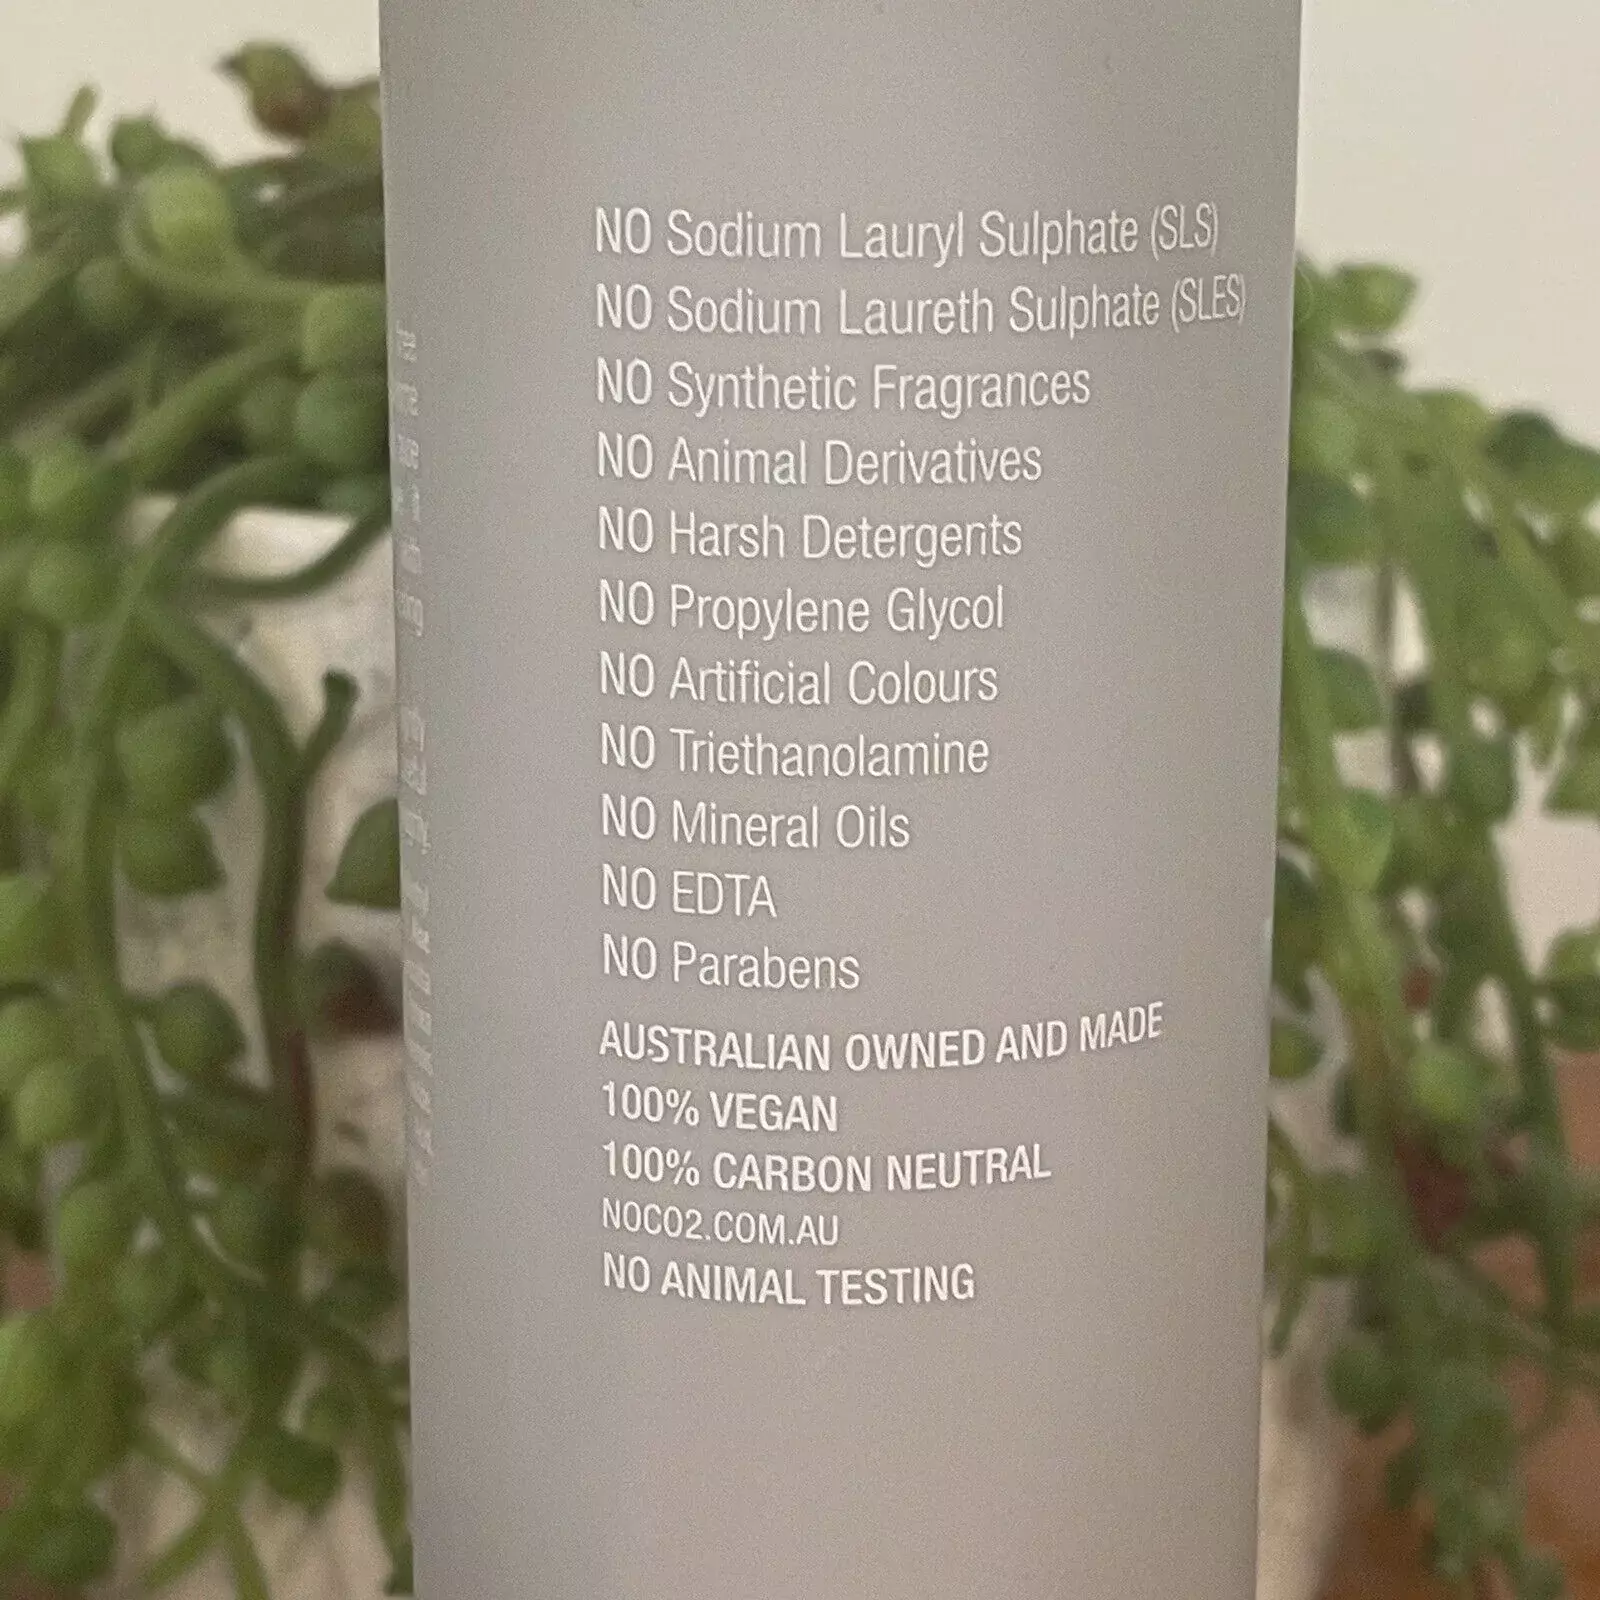 NO Sodium Lauryl Sulphate (SLS)
NO Sodium Laureth Sulphate (SLES)
NO Synthetic Fragrances
NO Animal Derivatives
NO Harsh Detergents
NO Propylene Glycol
NO Artificial Colours
NO Triethanolamine
NO Mineral Oils
NO EDTA
NO Parabens
AUSTRALIAN OWNED AND MADE
100% VEGAN
100% CARBON NEUTRAL
NOCO2.COM.AU
NO ANIMAL TESTING